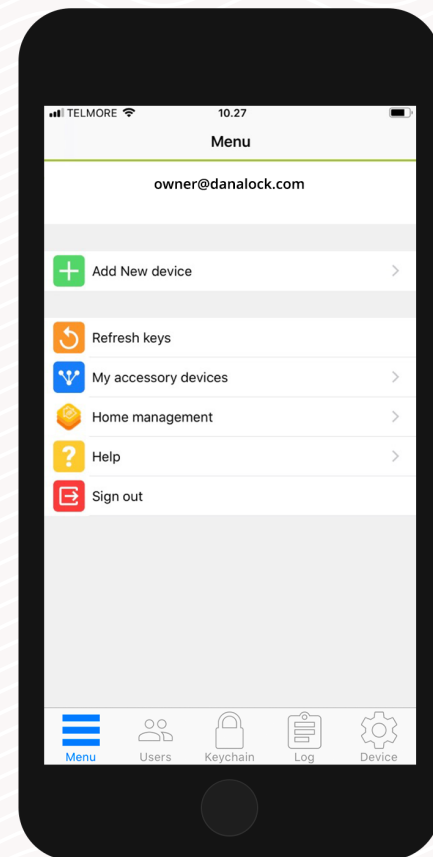 TELMORE 10.27
Menu
owner@danalock.com
Add New device
Refresh keys
My accessory devices
Home management
? Help
Sign out
Menu Users Keychain Log Device